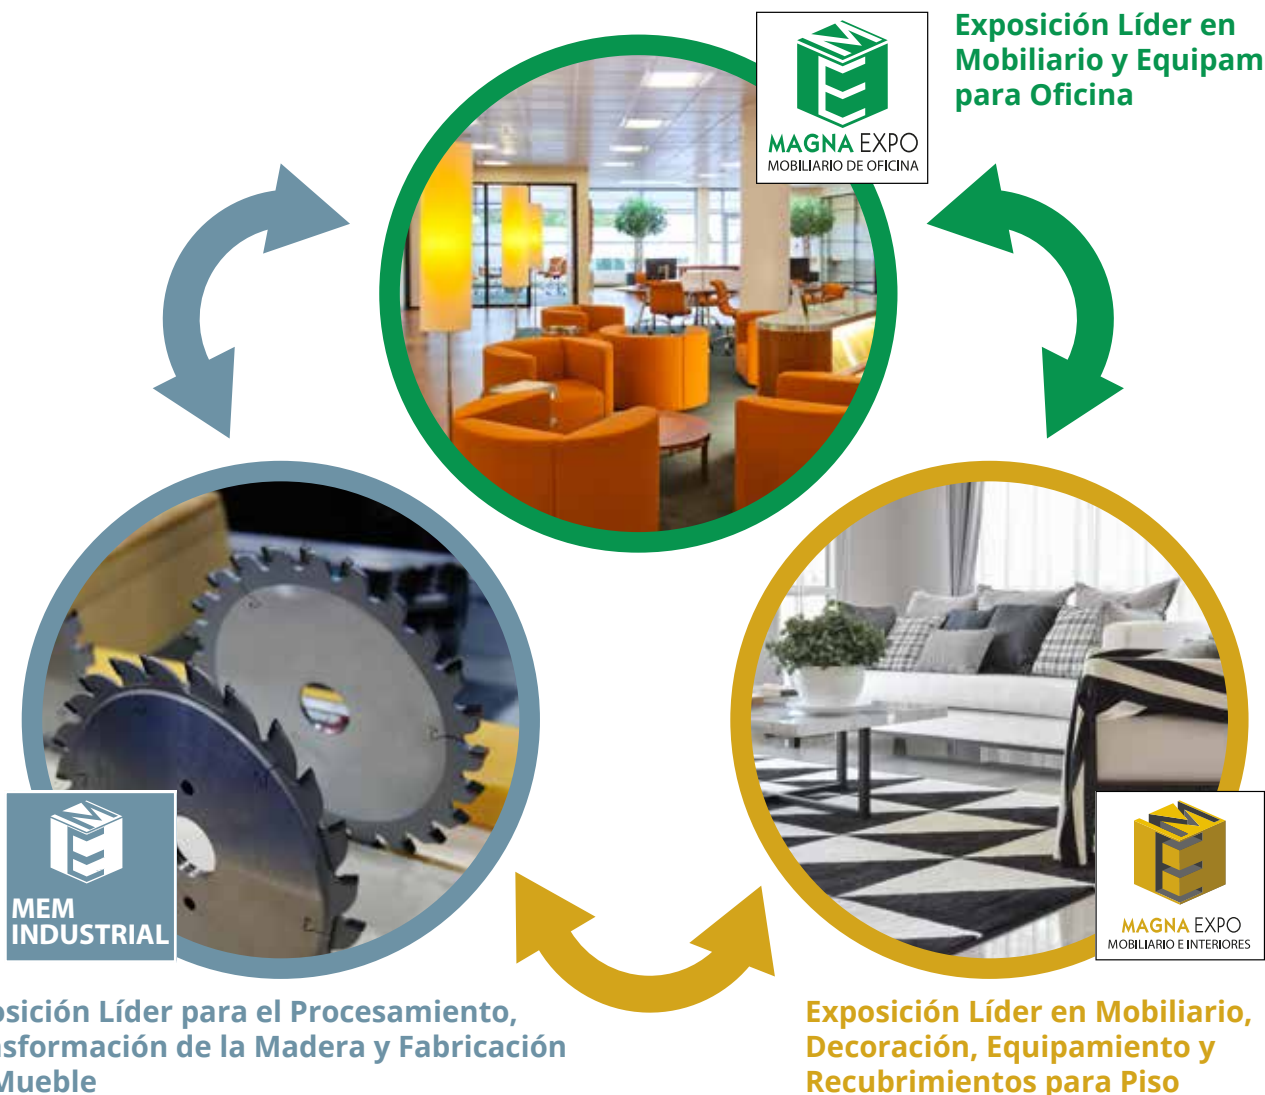 Exposición Líder en
Mobiliario y Equipam
para Oficina
MAGNA EXPO
MOBILIARIO DE OFICINA
MEM
INDUSTRIAL
MAGNA EXPO
MOBILIARIO E INTERIORES
osición Líder para el Procesamiento,
nsformación de la Madera y Fabricación
Mueble
Exposición Líder en Mobiliario,
Decoración, Equipamiento y
Recubrimientos para Piso